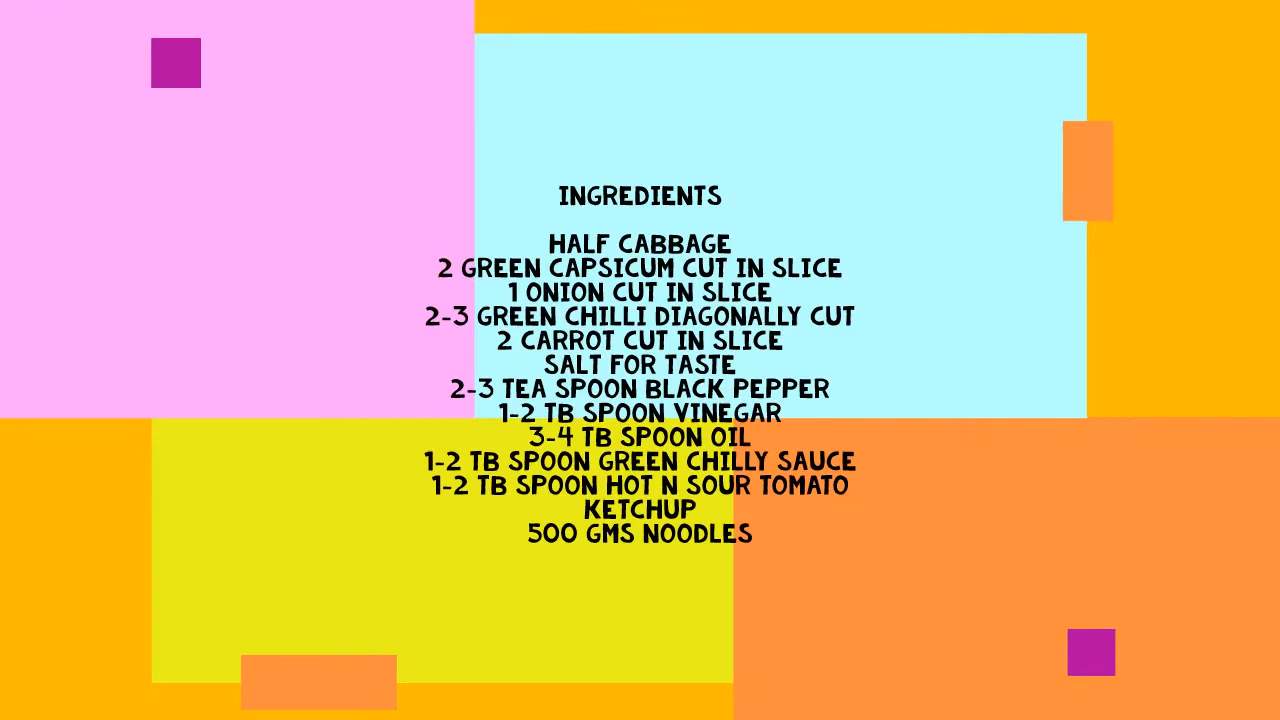 INGREDIENTS
HALF CABBAGE
2 GREEN CAPSICUM CUT IN SLICE
1 ONION CUT IN SLICE
2-3 GREEN CHILLI DIAGONALLY CUT
2 CARROT CUT IN SLICE
SALT FOR TASTE
2-3 TEA SPOON BLACK PEPPER
1-2 TB SPOON VINEGAR
3-4 TB SPOON OIL
1-2 TB SPOON GREEN CHILLY SAUCE
1-2 TB SPOON HOT N SOUR TOMATO
KETCHUP
500 GMS NOODLES